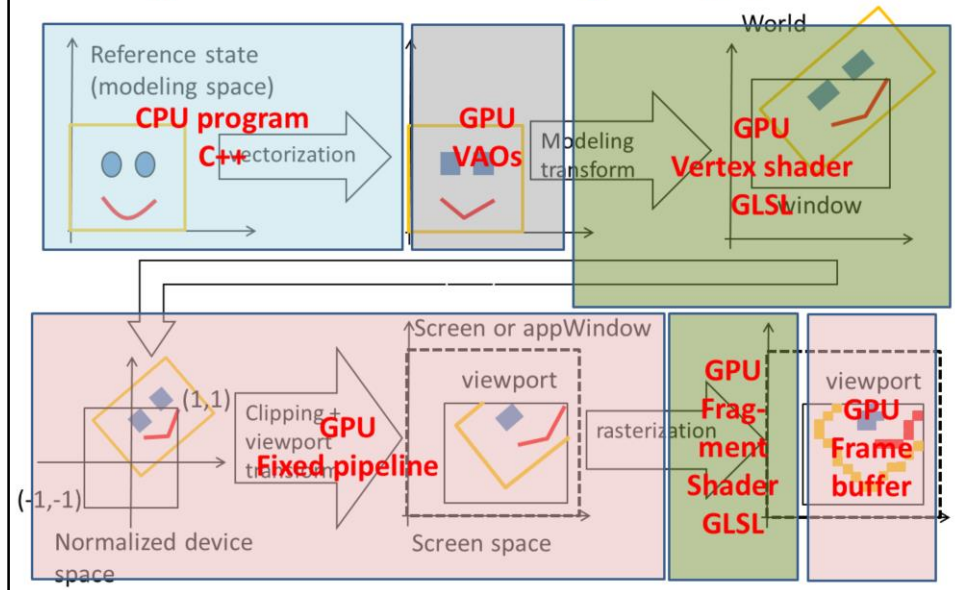 World
Reference state
(modeling space)
CPU program
C++
vectorization
GPU
VAOs
Modeling
transform
GPU
Vertex shader
GLSL
window
Screen or appWindow
viewport
(1,1)
Clipping +
viewport
transform
GPU
Fixed pipeline
rasterization
GPU
Frag-
ment
Shader
GLSL
viewport
GPU
Frame
buffer
(-1,-1)
Normalized device
space
Screen space